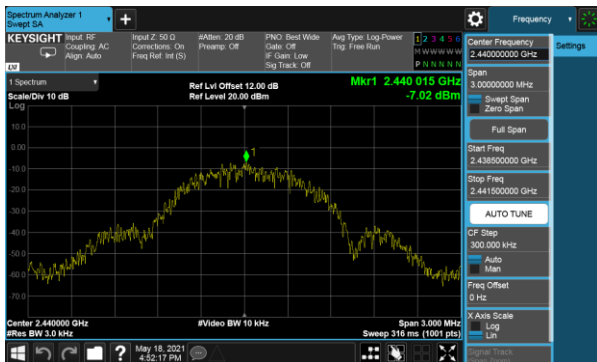 Spectrum Analyzer 1
Swept SA
+
Frequency
KEYSIGHT
Input: RF
Coupling: AC
Align: Auto
Input Z: 50 Ω
Corrections: On
Freq Ref: Int (S)
#Atten: 20 dB
Preamp: Off
PNO: Best Wide
Gate: Off
IF Gain: Low
Sig Track: Off
Avg Type: Log-Power
Trig: Free Run
1 2 3 4 5 6
M W W W W W
P N N N N N
LXI
1 Spectrum
Scale/Div 10 dB
Log
Ref Lvl Offset 12.00 dB
Ref Level 20.00 dBm
Mkr1 2.440 015 GHz
-7.02 dBm
10.0
0.00
-10.0
-20.0
-30.0
-40.0
-50.0
-60.0
-70.0
1
Center 2.440000 GHz
#Res BW 3.0 kHz
#Video BW 10 kHz
Span 3.000 MHz
Sweep 316 ms (1001 pts)
Center Frequency
2.440000000 GHz
Settings
Span
3.00000000 MHz
Swept Span
Zero Span
Full Span
Start Freq
2.438500000 GHz
Stop Freq
2.441500000 GHz
AUTO TUNE
CF Step
300.000 kHz
Auto
Man
Freq Offset
0 Hz
X Axis Scale
Log
Lin
Signal Track
May 18, 2021
4:52:17 PM
?